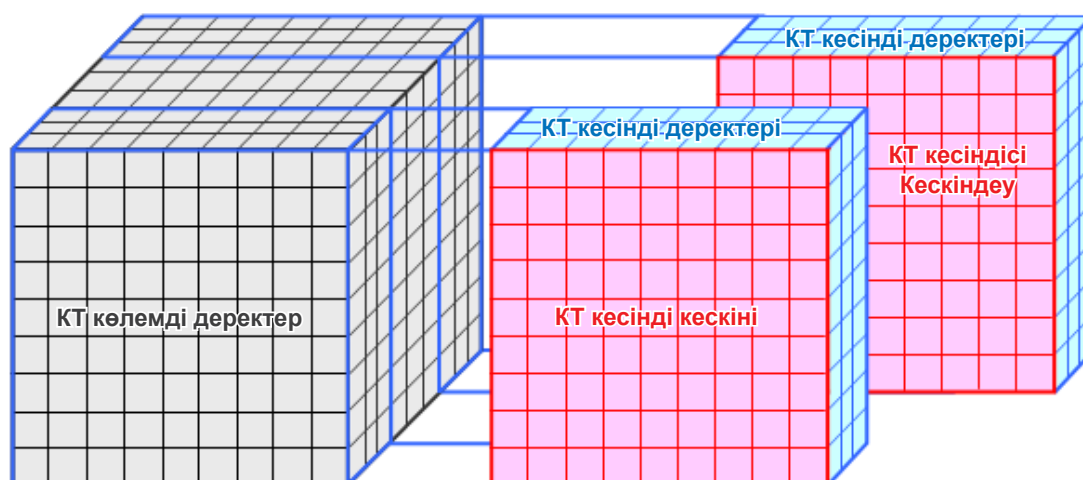 КТ кесінді деректері
КТ кесінді деректері
КТ кесіндісі
Кескіндеу
КТ көлемді деректер
КТ кесінді кескіні